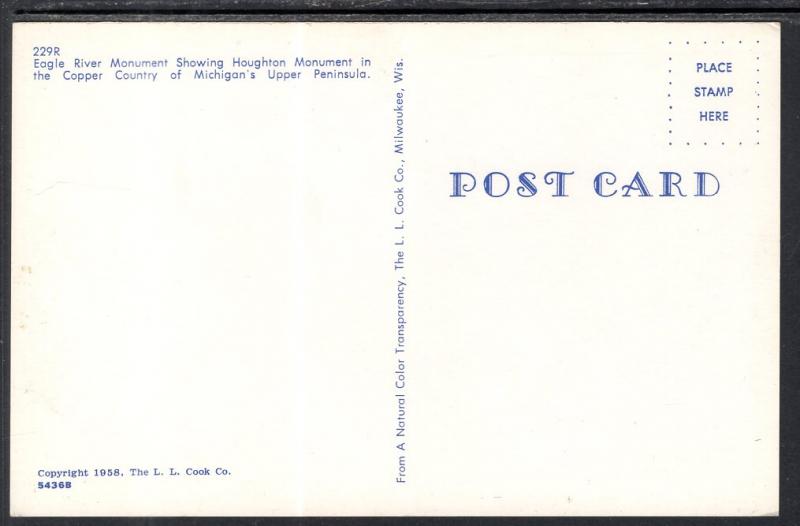 229R
Eagle River Monument Showing Houghton Monument in
the Copper Country of Michigan's Upper Peninsula.
PLACE
STAMP
HERE
POST CARD
From A Natural Color Transparency, The L. L. Cook Co., Milwaukee, Wis.
Copyright 1958, The L. L. Cook Co.
5436B